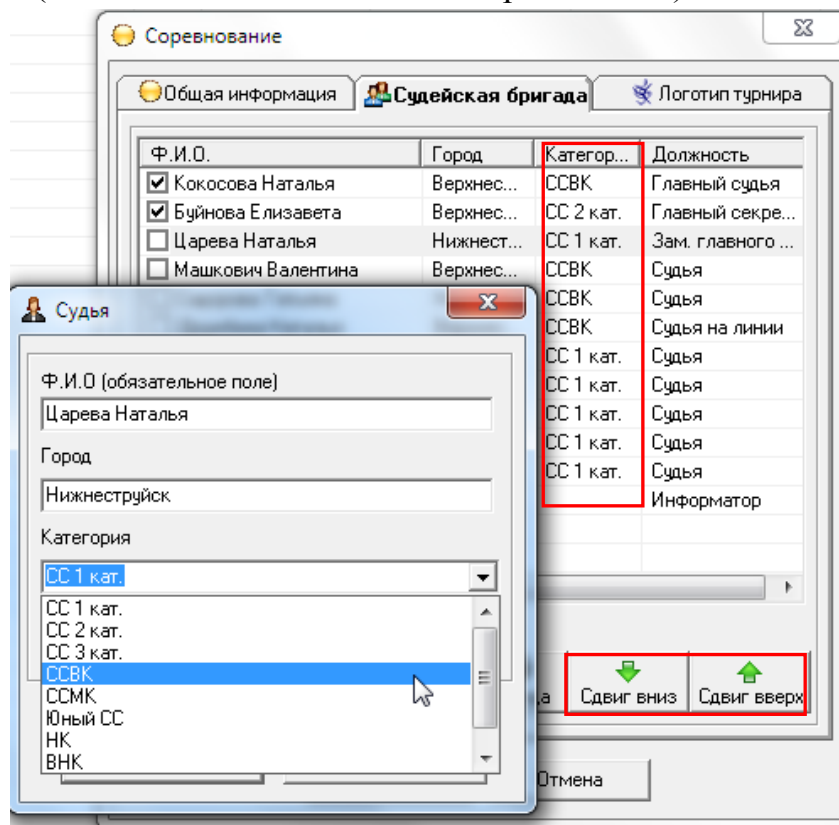 Соревнование
Общая информация Судейская бригада Логотип турнира
Ф.И.О. Город Категор... Должность
Кокосова Наталья Верхнес... ССВК Главный судья
Буйнова Елизавета Верхнес... СС 2 кат. Главный секре...
Царева Наталья Нижнест... СС 1 кат. Зам. главного ...
Машкович Валентина Верхнес... ССВК Судья
ССВК Судья
ССВК Судья на линии
СС 1 кат. Судья
СС 1 кат. Судья
СС 1 кат. Судья
СС 1 кат. Судья
СС 1 кат. Судья
Информатор
Сдвиг вниз Сдвиг вверх
Отмена
Судья
Ф.И.О (обязательное поле)
Царева Наталья
Город
Нижнеструйск
Категория
СС 1 кат.
СС 1 кат.
СС 2 кат.
СС 3 кат.
ССВК
ССМК
Юный СС
НК
ВНК